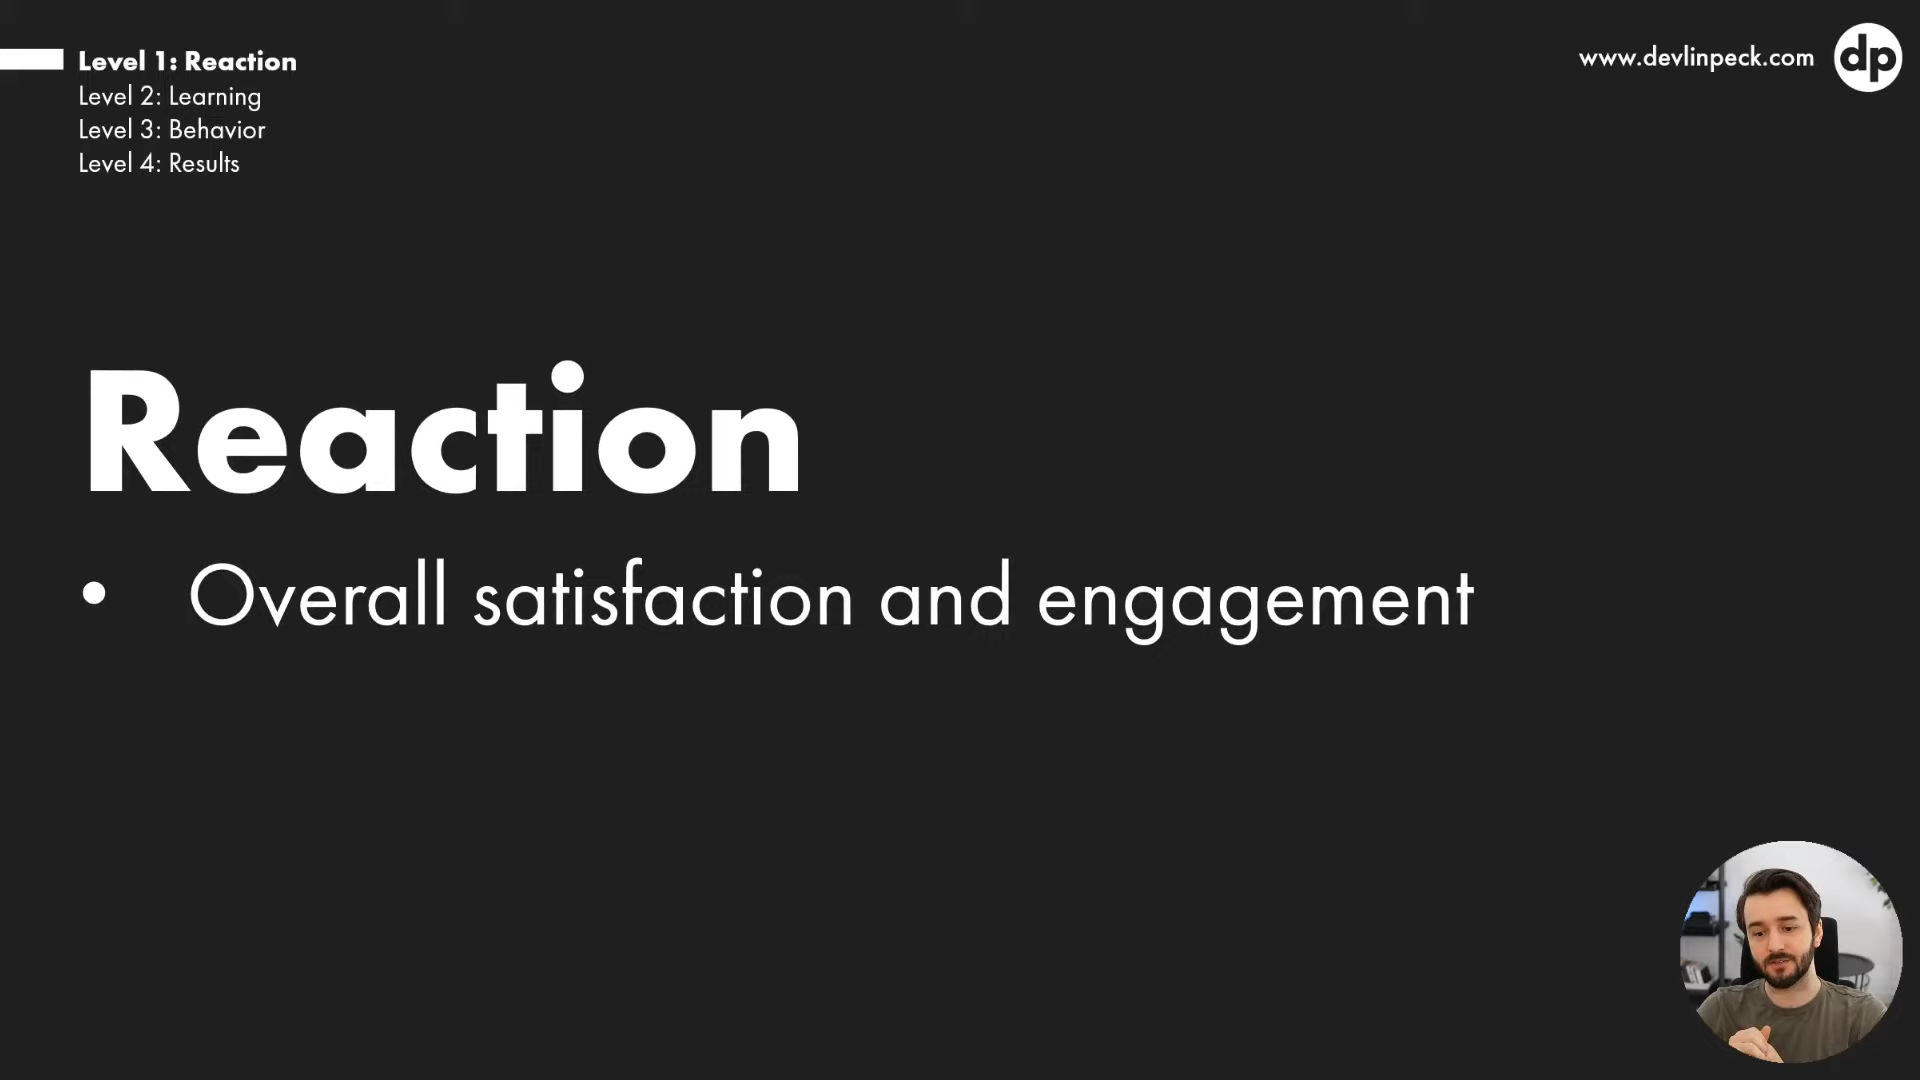 Level 1: Reaction
Level 2: Learning
Level 3: Behavior
Level 4: Results
www.devlinpeck.com
dp
Reaction
• Overall satisfaction and engagement